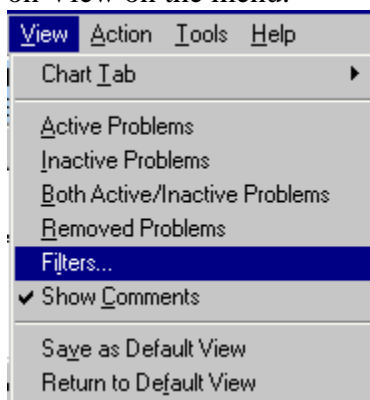 on View on the menu.
View Action Tools Help
Chart Tab
Active Problems
Inactive Problems
Both Active/Inactive Problems
Removed Problems
Filters...
Show Comments
Save as Default View
Return to Default View